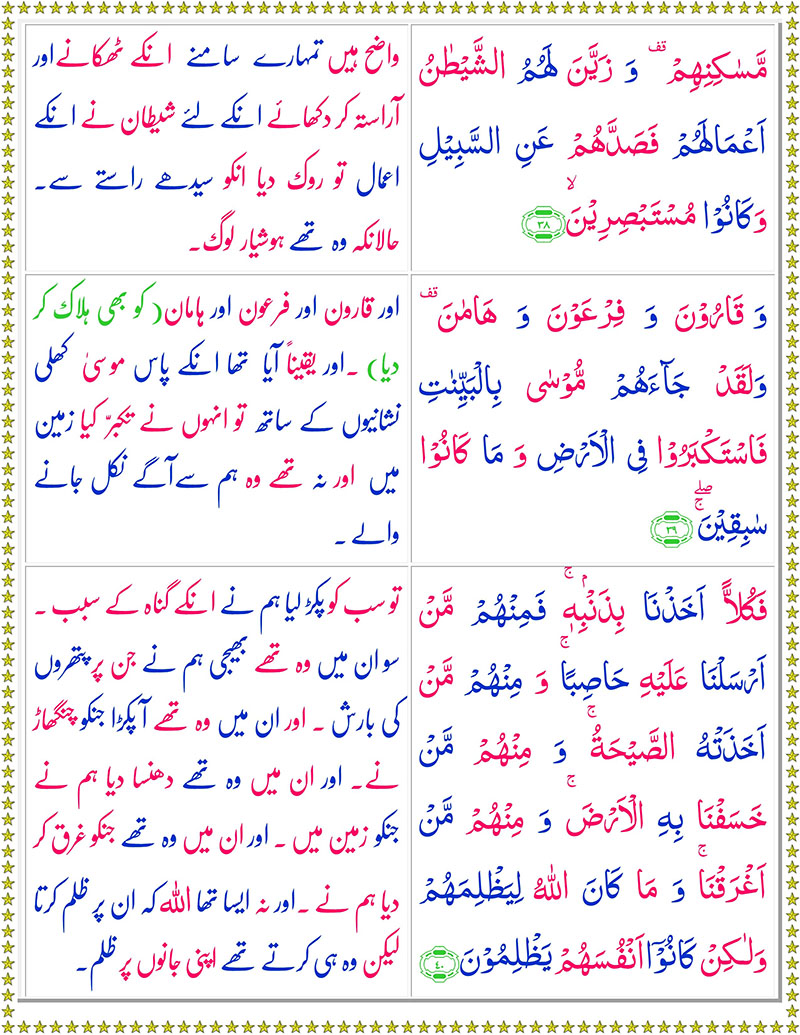 مَّسٰكِنِهِمْ ۟ وَ زَيَّنَ لَهُمُ الشَّيْطٰنُ
اَعْمَالَهُمْ فَصَدَّهُمْ عَنِ السَّبِيْلِ
وَكَانُوْا مُسْتَبْصِرِيْنَ ۙ ﴿۳۸﴾
واضح ہیں تمہارے سامنے انکے ٹھکانے اور
آراستہ کر دکھائے انکے لئے شیطان نے انکے
اعمال تو روک دیا انکو سیدھے راستے سے۔
حالانکہ وہ تھے ہوشیار لوگ۔
وَ قَارُوْنَ وَ فِرْعَوْنَ وَ هَامٰنَ قف
وَلَقَدْ جَآءَهُمْ مُّوْسٰى بِالْبَيِّنٰتِ
فَاسْتَكْبَرُوْا فِى الْاَرْضِ وَ مَا كَانُوْا
سٰبِقِيْنَ ۖۚ ﴿۳۹﴾
اور قارون اور فرعون اور ہامان( کو بھی ہلاک کر
دیا) ۔اور یقیناً آیا تھا انکے پاس موسیٰ کھلی
نشانیوں کے ساتھ تو انہوں نے تکبرّ کیا زمین
میں اور نہ تھے وہ ہم سے آگے نکل جانے
والے ۔
فَكُلاًّ اَخَذْنَا بِذَنْۢبِهٖ ۚ فَمِنْهُمْ مَّنْ
اَرْسَلْنَا عَلَيْهِ حَاصِبًا ۚ وَ مِنْهُمْ مَّنْ
اَخَذَتْهُ الصَّيْحَةُ ۚ وَ مِنْهُمْ مَّنْ
خَسَفْنَا بِهِ الْاَرْضَ ۚ وَ مِنْهُمْ مَّنْ
اَغْرَقْنَا ۚ وَ مَا كَانَ اللّٰهُ لِيَظْلِمَهُمْ
وَلٰكِنْ كَانُوْٓا اَنْفُسَهُمْ يَظْلِمُوْنَ ﴿۴۰﴾
تو سب کو پکڑ لیا ہم نے انکے گناہ کے سبب ۔
سو ان میں وہ تھے بھیجی ہم نے جن پر پتھروں
کی بارش ۔ اور ان میں وہ تھے آ پکڑا جنکو چنگھاڑ
نے۔ اور ان میں وہ تھے دھنسا دیا ہم نے
جنکو زمین میں ۔ اور ان میں وہ تھے جنکو غرق کر
دیا ہم نے ۔اور نہ ایسا تھا اللہ کہ ان پر ظلم کرتا
لیکن وہ ہی کرتے تھے اپنی جانوں پر ظلم۔